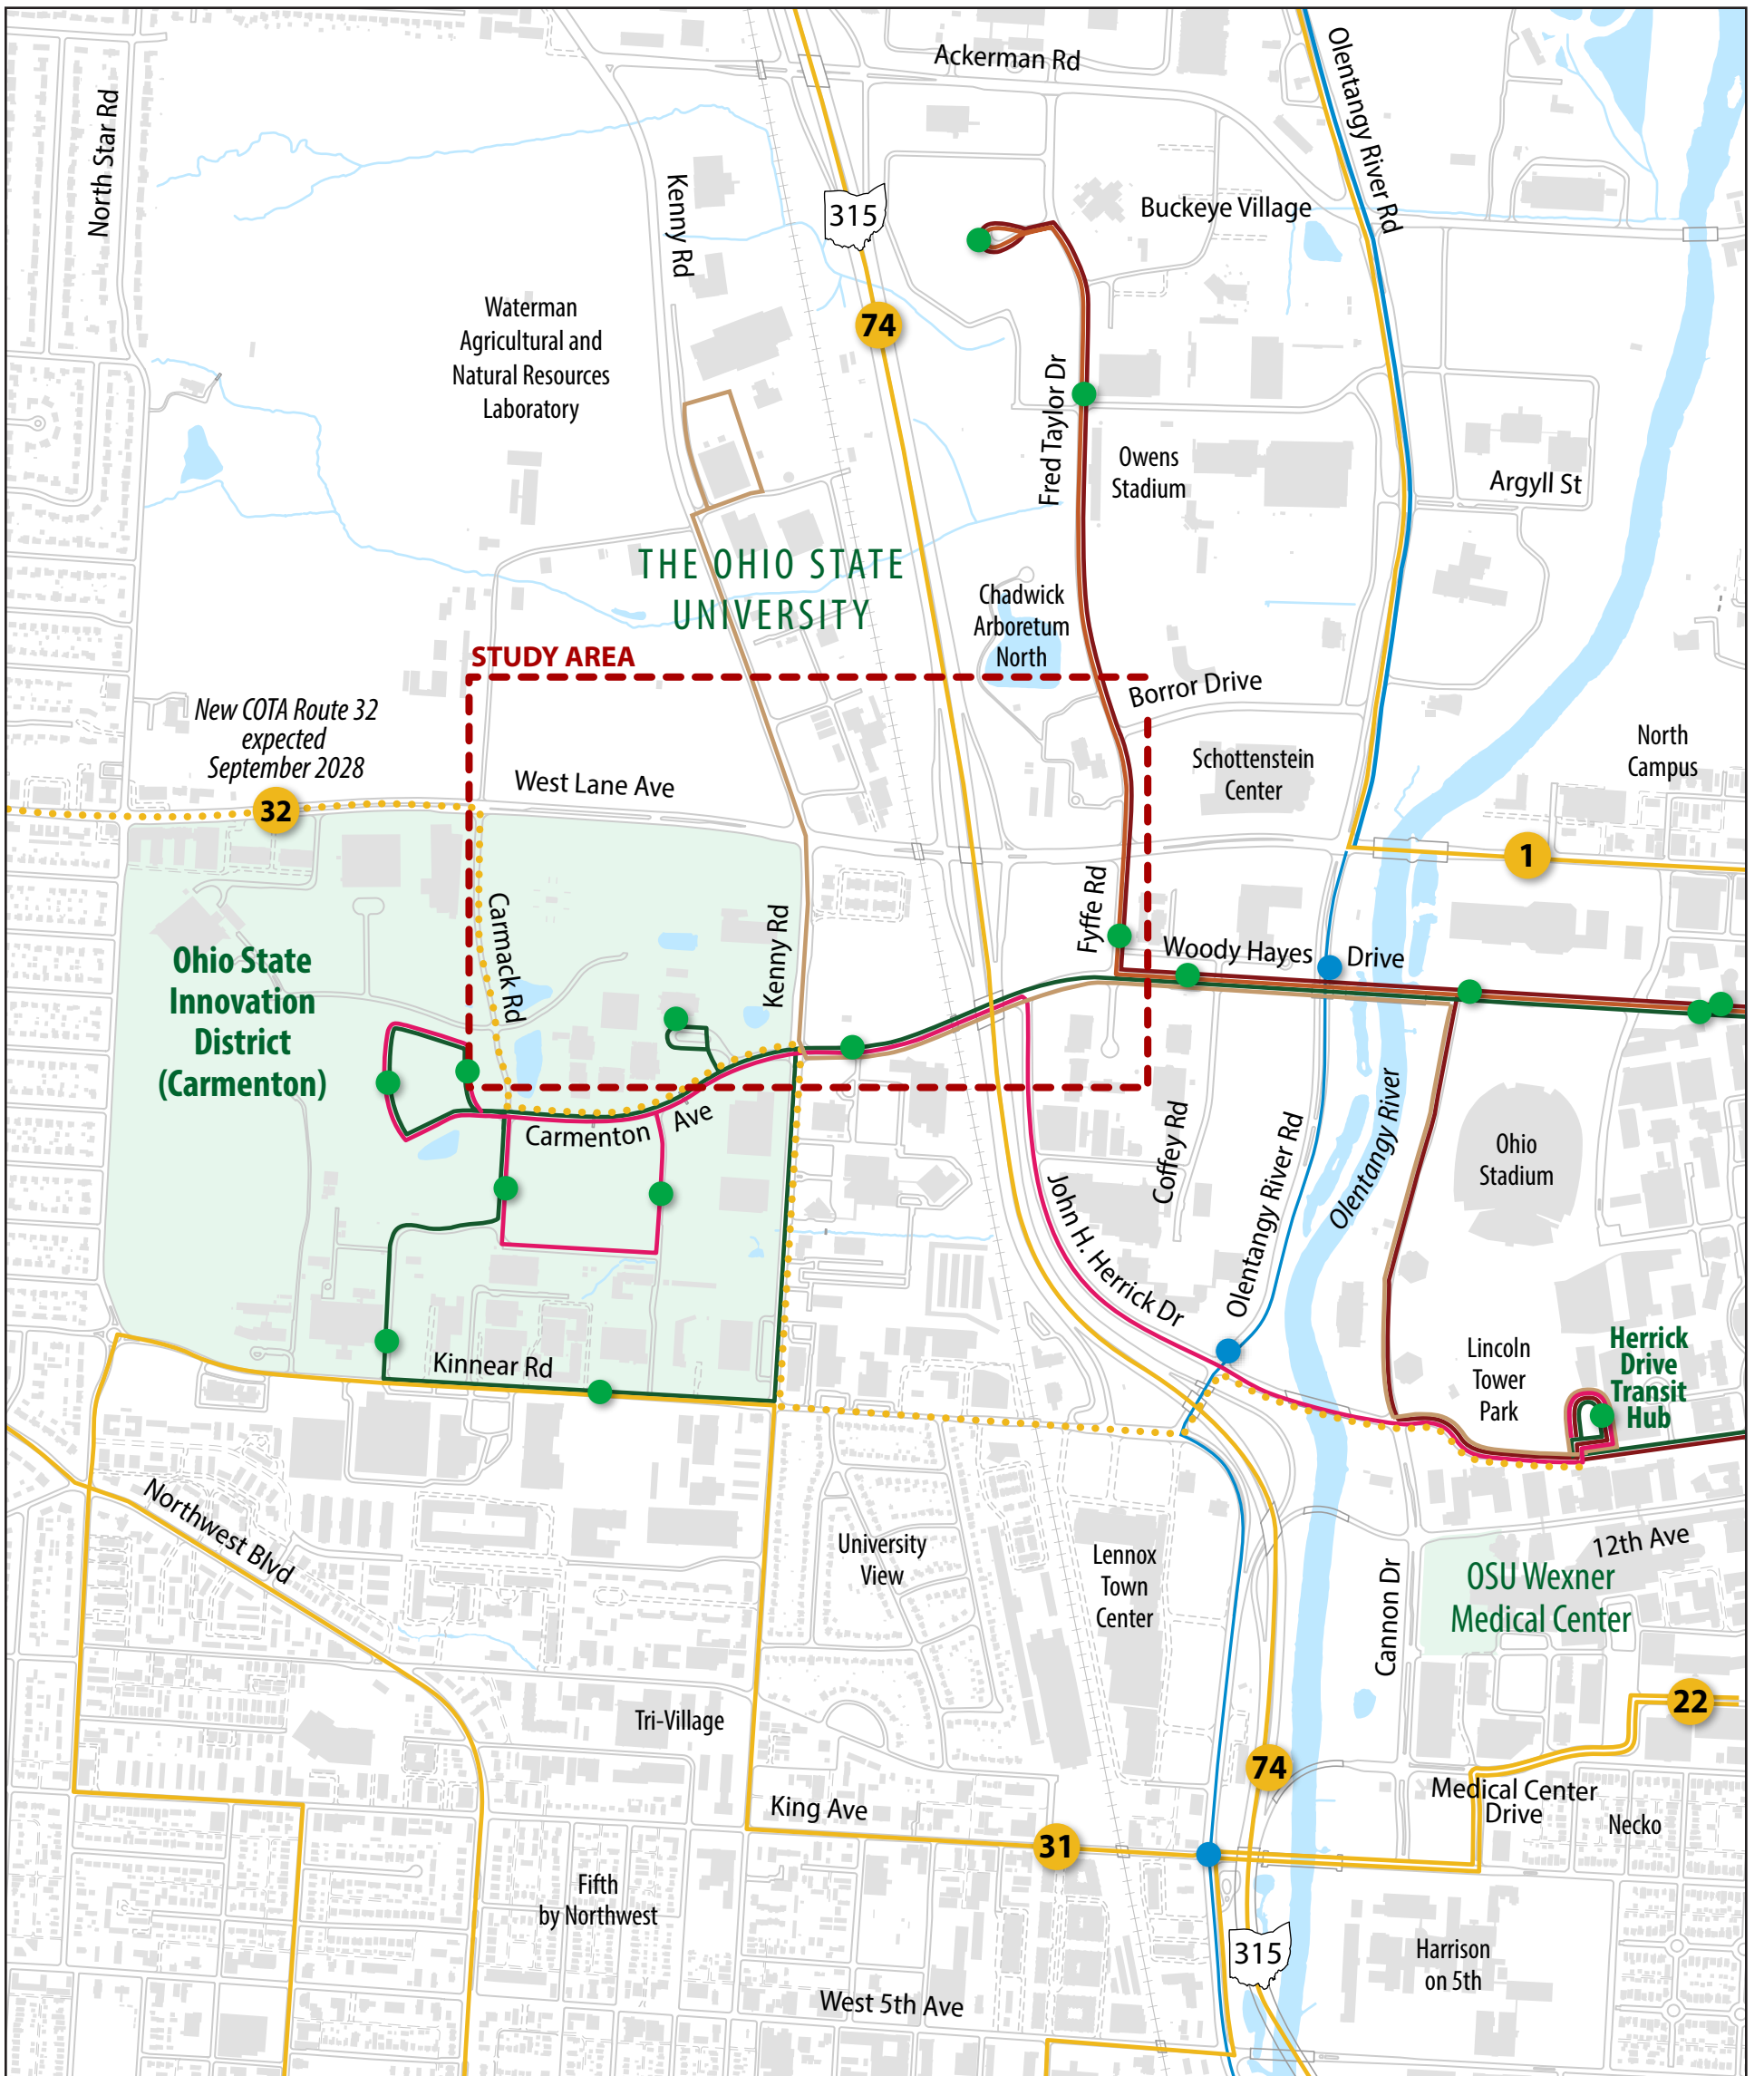 Ackerman Rd
Olentangy River Rd
North Star Rd
Kenny Rd
315
Buckeye Village
74
Waterman
Agricultural and
Natural Resources
Laboratory
Fred Taylor Dr
Owens
Stadium
Argyll St
THE OHIO STATE
UNIVERSITY
Chadwick
Arboretum
North
STUDY AREA
Borror Drive
New COTA Route 32
expected
September 2028
32
West Lane Ave
Schottenstein
Center
North
Campus
1
Carmack Rd
Kenny Rd
Fyffe Rd
Woody Hayes
Drive
Ohio State
Innovation
District
(Carmenton)
Carmenton
Ave
Coffey Rd
Olentangy River Rd
Olentangy River
Ohio
Stadium
John H. Herrick Dr
Kinnear Rd
Lincoln
Tower
Park
Herrick
Drive
Transit
Hub
Northwest Blvd
University
View
Lennox
Town
Center
Cannon Dr
12th Ave
OSU Wexner
Medical Center
22
Tri-Village
74
Medical Center
Drive
Necko
King Ave
31
Fifth
by Northwest
315
Harrison
on 5th
West 5th Ave